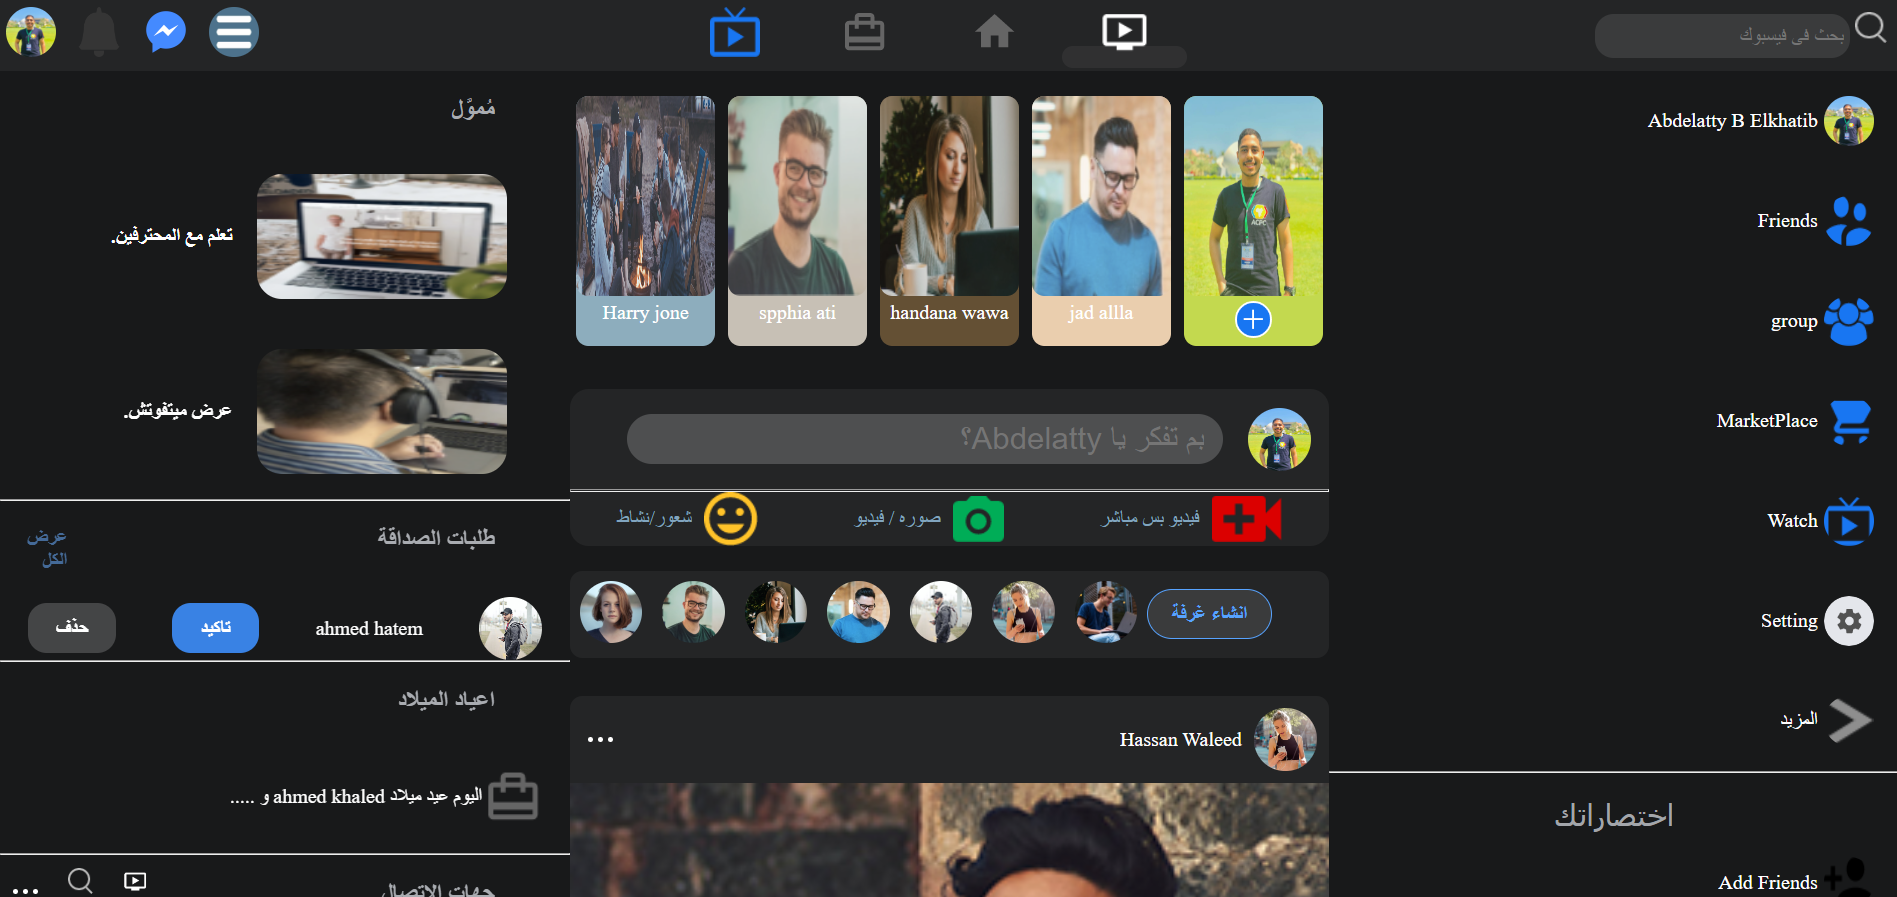 بحث فى فيسبوك
Abdelatty B Elkhatib
Friends
group
MarketPlace
Watch
Setting
المزيد
اختصاراتك
Add Friends
Harry jone
spphia ati
handana wawa
jad allla
ACPC
بم تفكر يا Abdelatty؟
فيديو بس مباشر
صوره / فيديو
شعور/نشاط
انشاء غرفة
Hassan Waleed
مُموَّل
تعلم مع المحترفين.
عرض ميتفوتش.
طلبات الصداقة
عرض
الكل
ahmed hatem
تاكيد
حذف
اعياد الميلاد
اليوم عيد ميلاد ahmed khaled و .....
جهات الاتصال